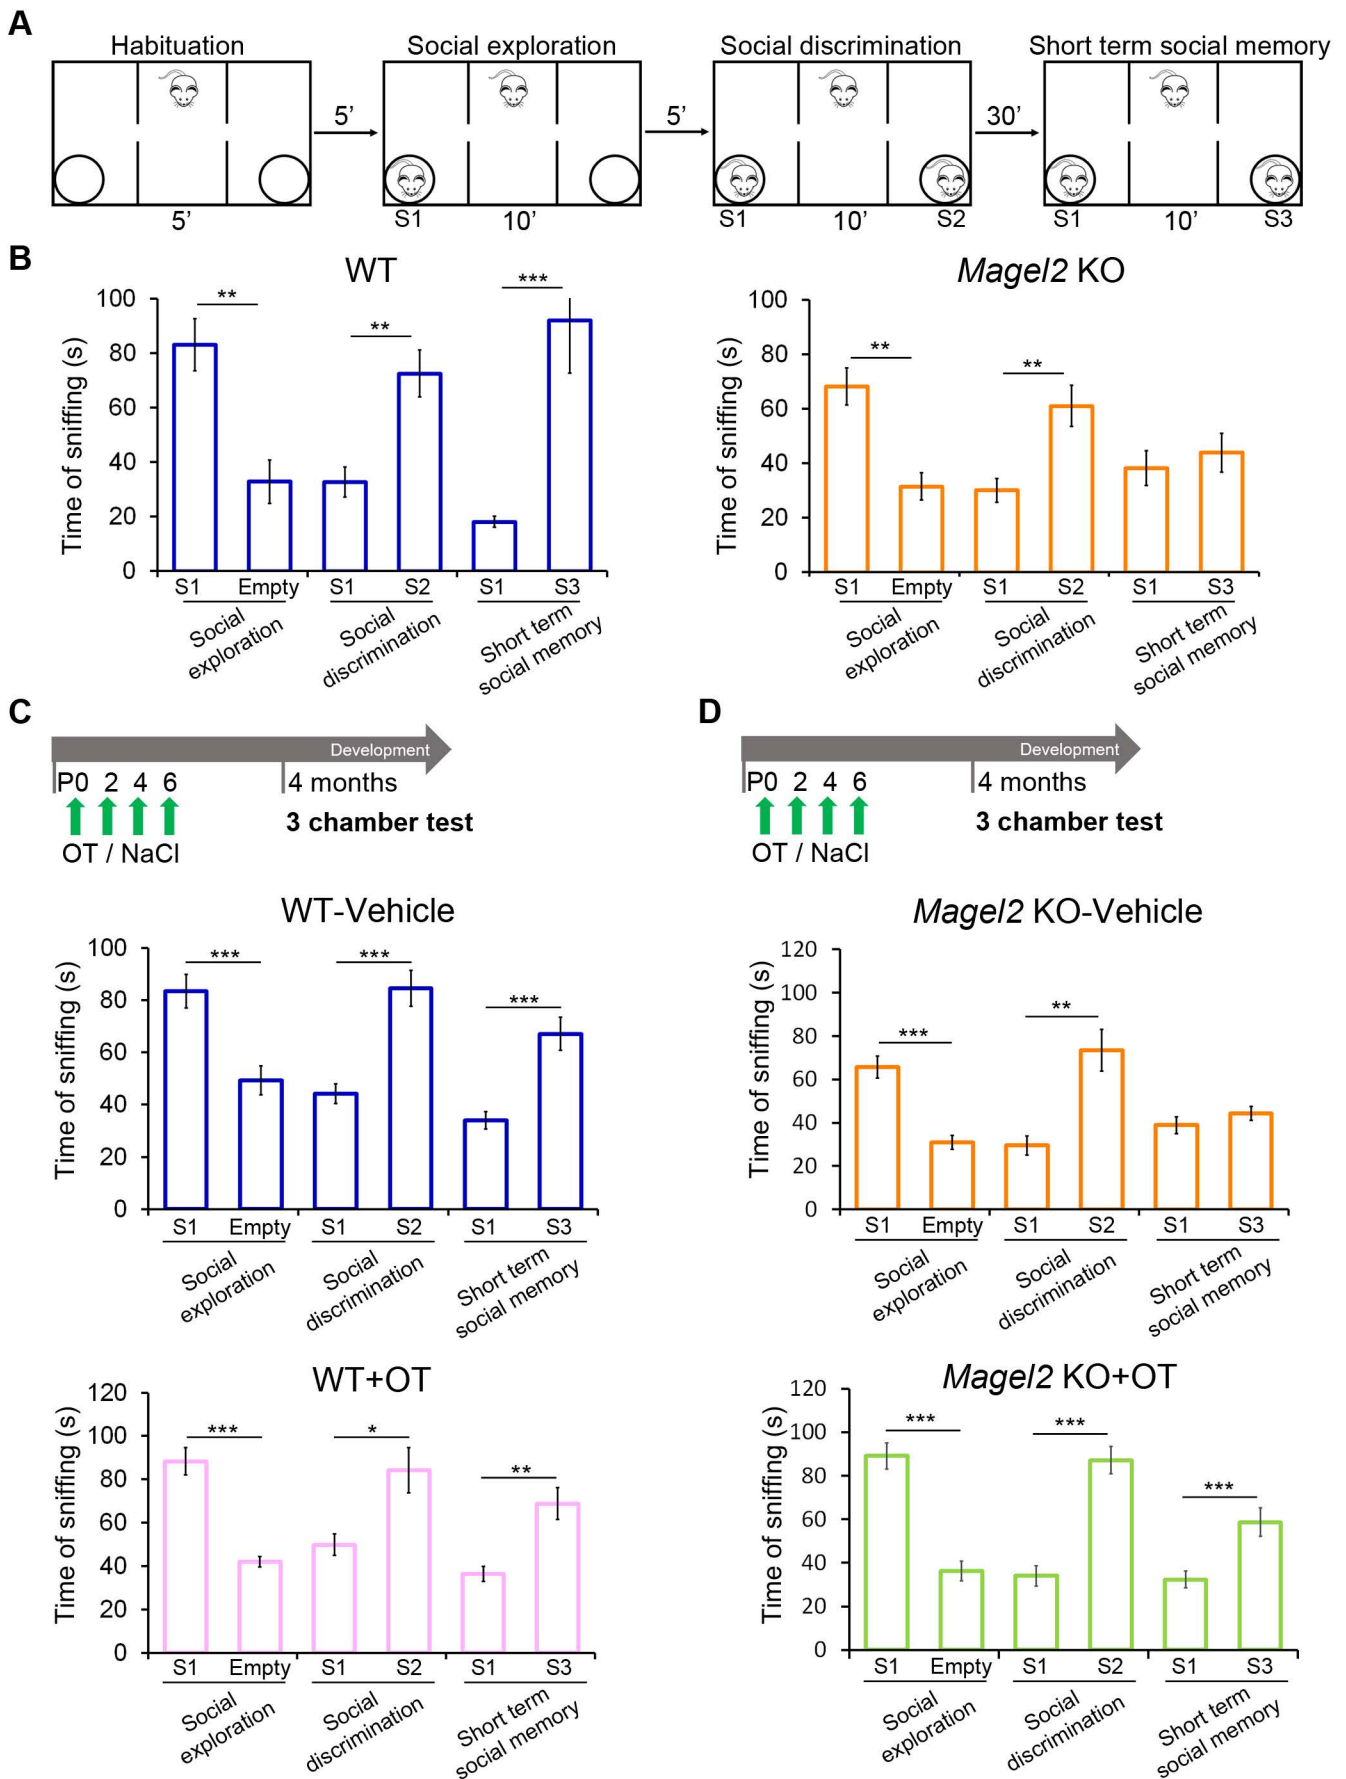 A
Habituation
Social exploration
Social discrimination
Short term social memory
5’
5’
30’
S1
S1
S2
S1
S3
5’
10’
10’
10’
B
WT
Time of sniffing (s)
100
80
60
40
20
0
**
**
***
S1
Empty
S1
S2
S1
S3
Social
exploration
Social
discrimination
Short term
social memory
Magel2 KO
Time of sniffing (s)
100
80
60
40
20
0
**
**
S1
Empty
S1
S2
S1
S3
Social
exploration
Social
discrimination
Short term
social memory
C
Development
P0 2 4 6
4 months
3 chamber test
OT / NaCl
WT-Vehicle
Time of sniffing (s)
100
80
60
40
20
0
***
***
***
S1
Empty
S1
S2
S1
S3
Social
exploration
Social
discrimination
Short term
social memory
WT+OT
Time of sniffing (s)
120
100
80
60
40
20
0
***
*
**
S1
Empty
S1
S2
S1
S3
Social
exploration
Social
discrimination
Short term
social memory
D
Development
P0 2 4 6
4 months
3 chamber test
OT / NaCl
Magel2 KO-Vehicle
Time of sniffing (s)
120
100
80
60
40
20
0
***
**
S1
Empty
S1
S2
S1
S3
Social
exploration
Social
discrimination
Short term
social memory
Magel2 KO+OT
Time of sniffing (s)
120
100
80
60
40
20
0
***
***
***
S1
Empty
S1
S2
S1
S3
Social
exploration
Social
discrimination
Short term
social memory